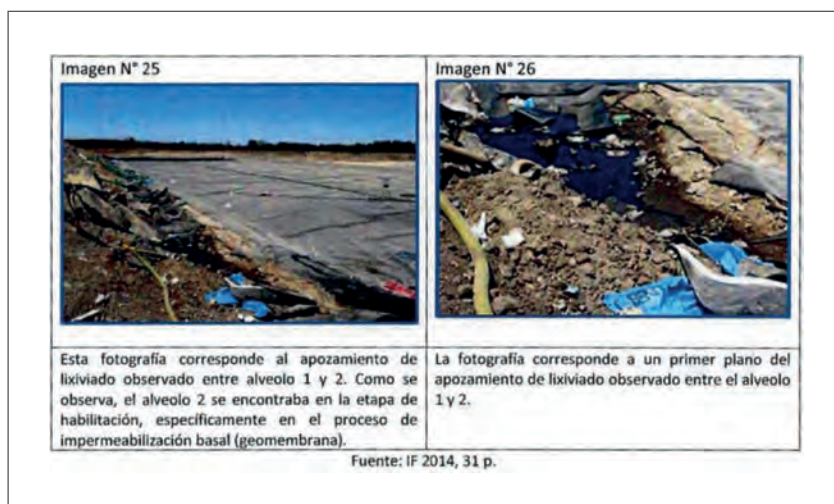 Imagen N° 25
Esta fotografía corresponde al apozamiento de
lixiviado observado entre alveolo 1 y 2. Como se
observa, el alveolo 2 se encontraba en la etapa de
habilitación, específicamente en el proceso de
impermeabilización basal (geomembrana).
Imagen N° 26
La fotografía corresponde a un primer plano del
apozamiento de lixiviado observado entre el alveolo
1 y 2.
Fuente: IF 2014, 31 p.